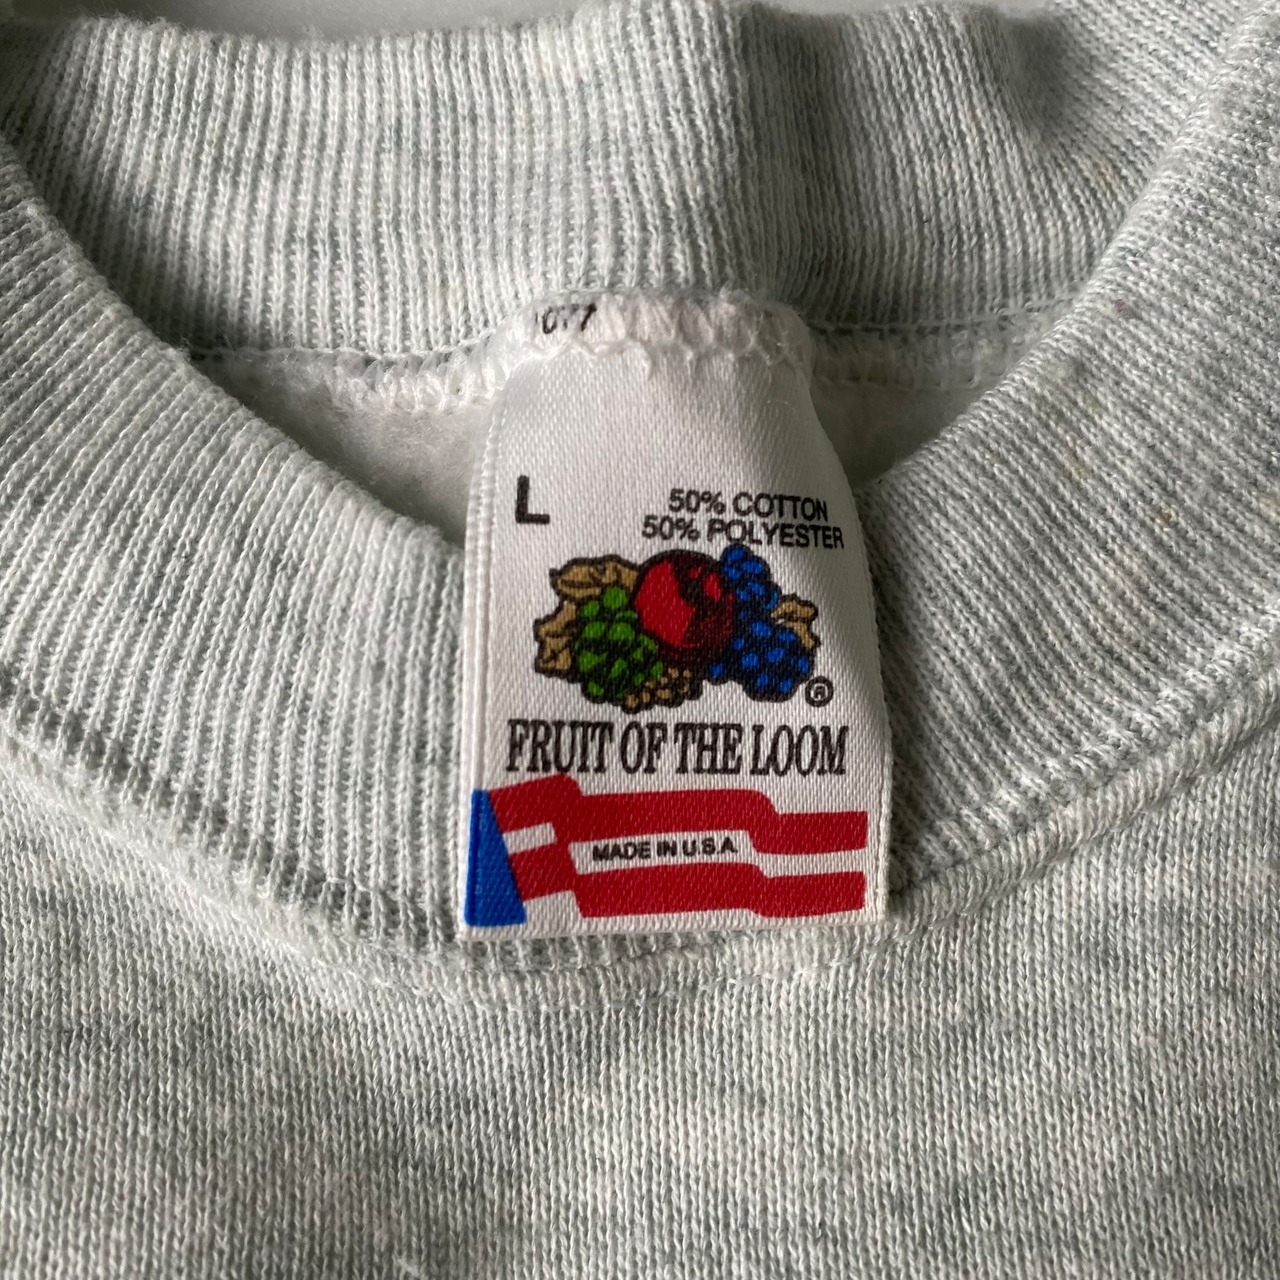 L
50% COTTON
50% POLYESTER
®
FRUIT OF THE LOOM
MADE IN U.S.A.